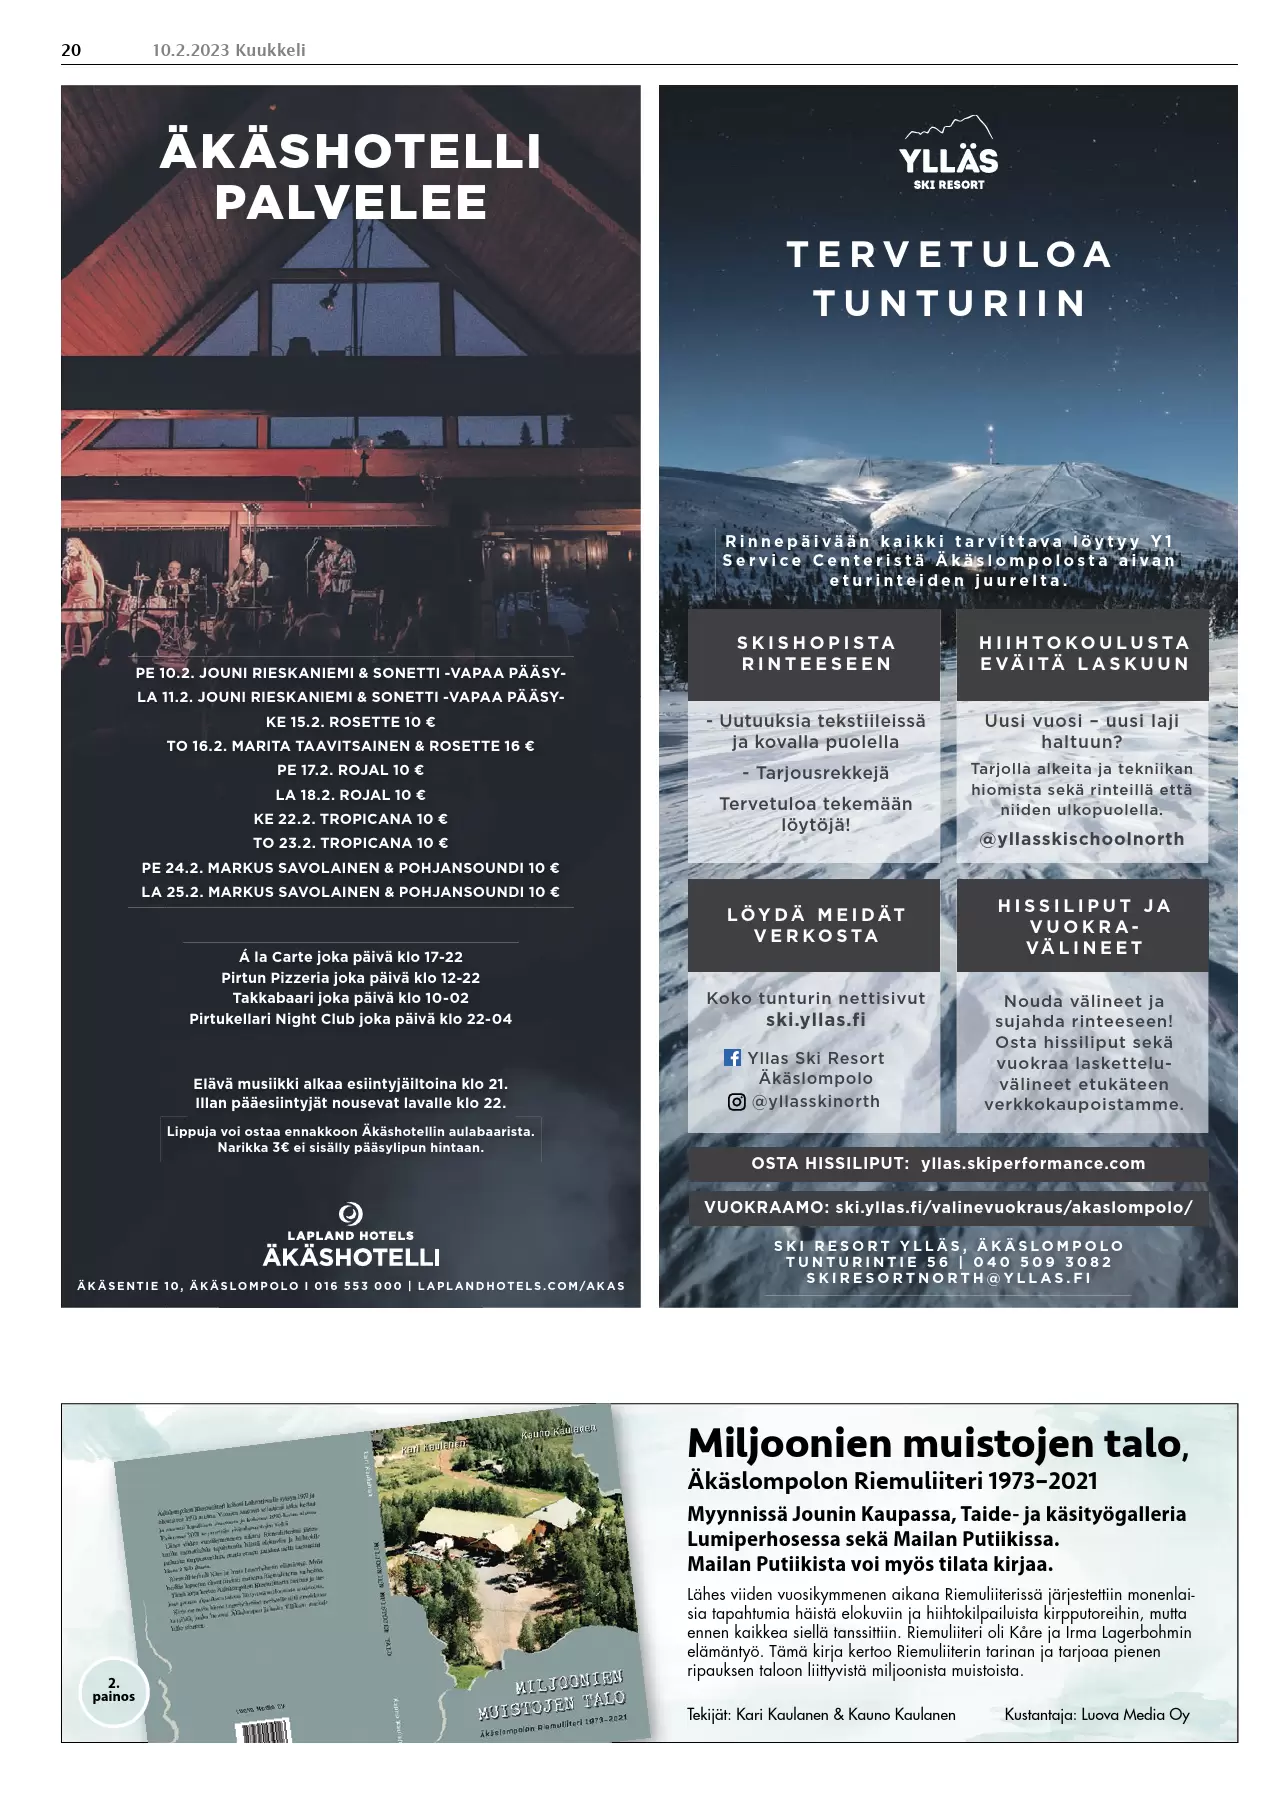 20 10.2.2023 Kuukkeli
ÄKÄSHOTELLI
PALVELEE
PE 10.2. JOUNI RIESKANIEMI & SONETTI -VAPAA PÄÄSY-
LA 11.2. JOUNI RIESKANIEMI & SONETTI -VAPAA PÄÄSY-
KE 15.2. ROSETTE 10 €
TO 16.2. MARITA TAAVITSAINEN & ROSETTE 16 €
PE 17.2. ROJAL 10 €
LA 18.2. ROJAL 10 €
KE 22.2. TROPICANA 10 €
TO 23.2. TROPICANA 10 €
PE 24.2. MARKUS SAVOLAINEN & POHJANSOUNDI 10 €
LA 25.2. MARKUS SAVOLAINEN & POHJANSOUNDI 10 €
Á la Carte joka päivä klo 17-22
Pirtun Pizzeria joka päivä klo 12-22
Takkabaari joka päivä klo 10-02
Pirtukellari Night Club joka päivä klo 22-04
Elävä musiikki alkaa esiintyjäiltoina klo 21.
Illan pääesiintyjät nousevat lavalle klo 22.
Lippuja voi ostaa ennakkoon Äkäshotellin aulabaarista.
Narikka 3€ ei sisälly pääsylipun hintaan.
LAPLAND HOTELS
ÄKÄSHOTELLI
ÄKÄSENTIE 10, ÄKÄSLOMPOLO I 016 553 000 | LAPLANDHOTELS.COM/AKAS
YLLÄS
SKI RESORT
TERVETULOA
TUNTURIIN
Rinnepäivään kaikki tarvittava löytyy Y1
Service Centeristä Äkäslompolosta aivan
eturinteiden juurelta.
SKISHOPISTA
RINTEESEEN
- Uutuuksia tekstiileissä
ja kovalla puolella
- Tarjousrekkejä
Tervetuloa tekemään
löytöjä!
HIIHTOKOULUSTA
EVÄITÄ LASKUUN
Uusi vuosi – uusi laji
haltuun?
Tarjolla alkeita ja tekniikan
hiomista sekä rinteillä että
niiden ulkopuolella.
@yllasskischoolnorth
LÖYDÄ MEIDÄT
VERKOSTA
Koko tunturin nettisivut
ski.yllas.fi
Yllas Ski Resort
Äkäslompolo
@yllasskinorth
HISSILIPUT JA
VUOKRA-
VÄLINEET
Nouda välineet ja
sujahda rinteeseen!
Osta hissiliput sekä
vuokraa laskettelu-
välineet etukäteen
verkkokaupoistamme.
OSTA HISSILIPUT: yllas.skiperformance.com
VUOKRAAMO: ski.yllas.fi/valinevuokraus/akaslompolo/
SKI RESORT YLLÄS, ÄKÄSLOMPOLO
TUNTURINTIE 56 | 040 509 3082
SKIRESORTNORTH@YLLAS.FI
Kari Kaulanen Kauno Kaulanen
MILJOONIEN
MUISTOJEN TALO
Äkäslompolon Riemuliiteri 1973–2021
MILJOONIEN MUISTOJEN TALO
Luova Media Oy
2.
painos
Miljoonien muistojen talo,
Äkäslompolon Riemuliiteri 1973–2021
Myynnissä Jounin Kaupassa, Taide- ja käsityögalleria
Lumiperhosessa sekä Mailan Putiikissa.
Mailan Putiikista voi myös tilata kirjaa.
Lähes viiden vuosikymmenen aikana Riemuliiterissä järjestettiin monenlai-
sia tapahtumia häistä elokuviin ja hiihtokilpailuista kirpputoreihin, mutta
ennen kaikkea siellä tanssittiin. Riemuliiteri oli Kåre ja Irma Lagerbohmin
elämäntyö. Tämä kirja kertoo Riemuliiterin tarinan ja tarjoaa pienen
ripauksen taloon liittyvistä miljoonista muistoista.
Tekijät: Kari Kaulanen & Kauno Kaulanen Kustantaja: Luova Media Oy